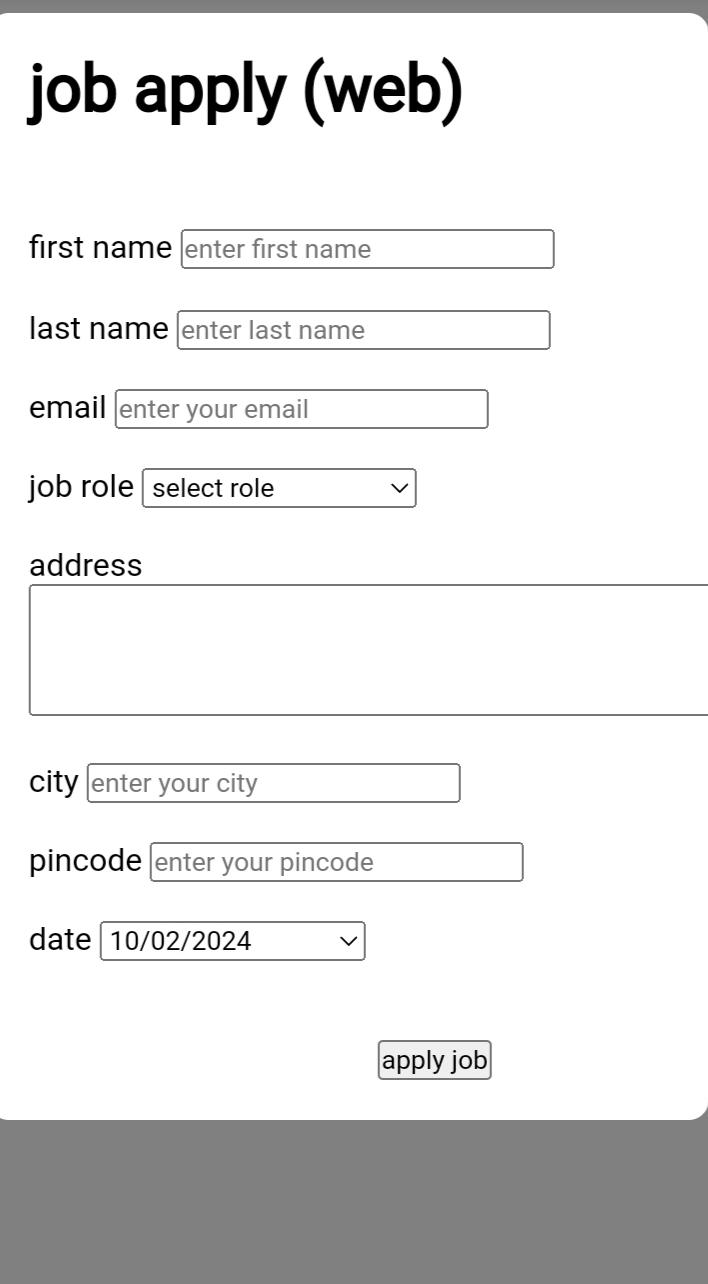 job apply (web)
first name enter first name
last name enter last name
email enter your email
job role select role
address
city enter your city
pincode enter your pincode
date 10/02/2024
apply job